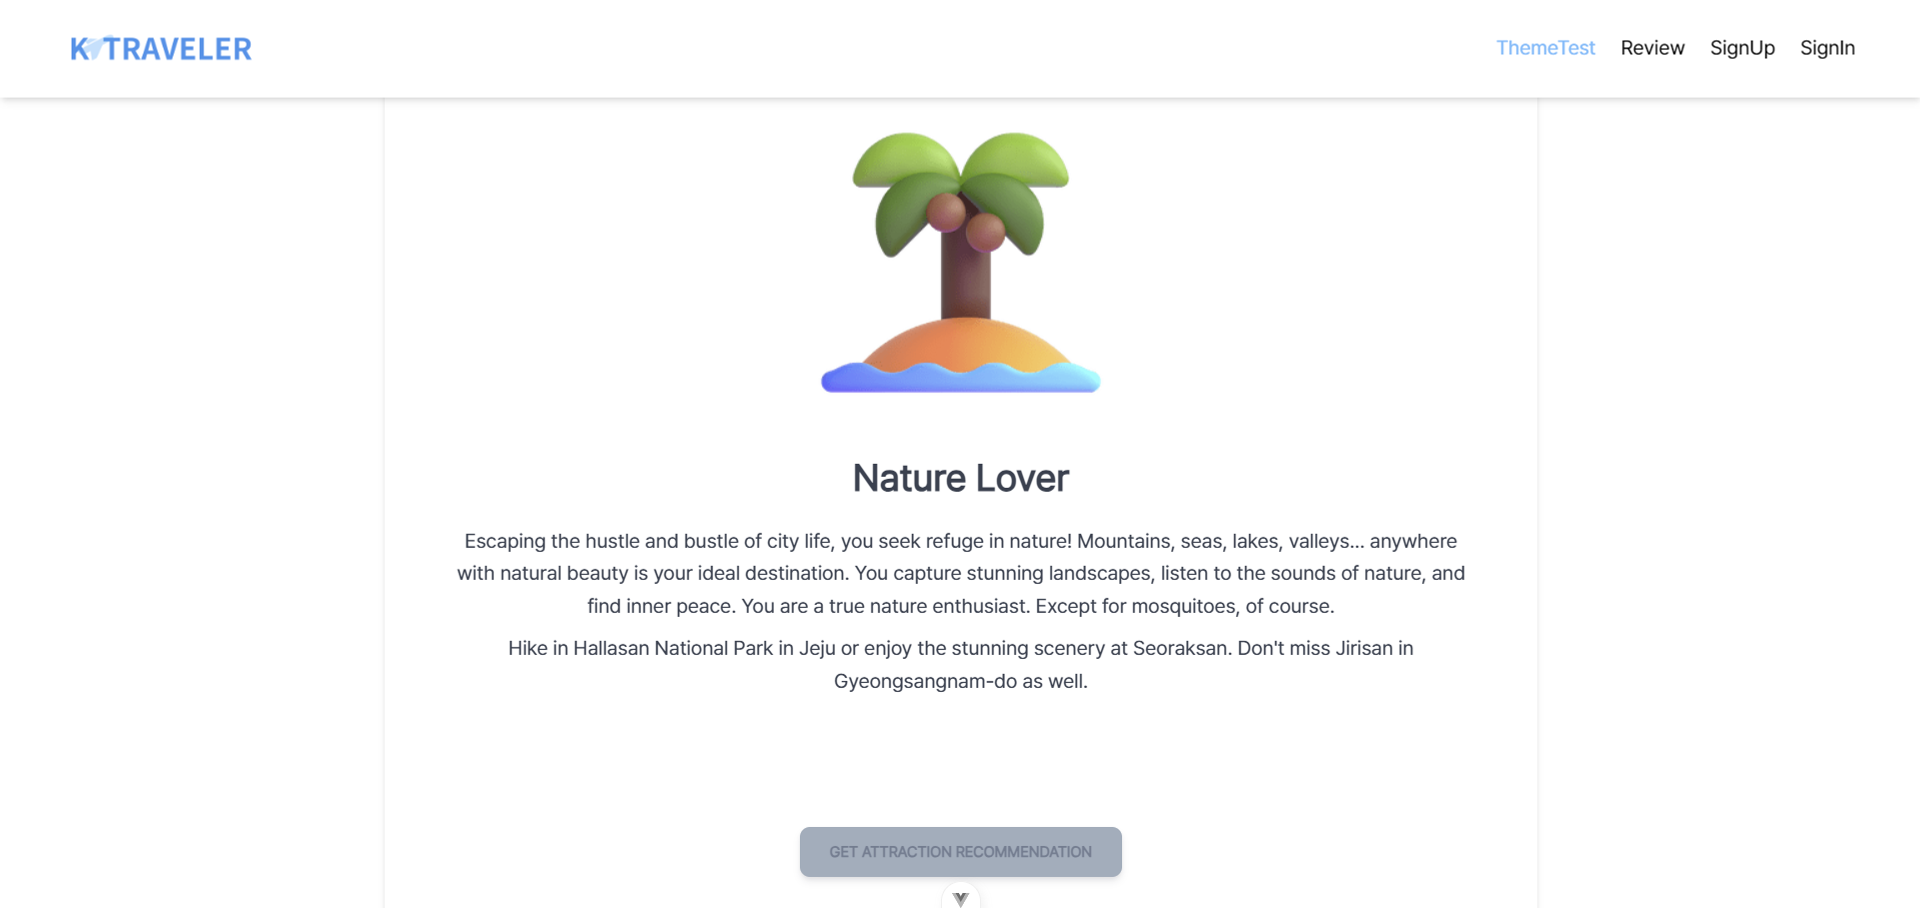 K TRAVELER
ThemeTest Review SignUp SignIn
Nature Lover
Escaping the hustle and bustle of city life, you seek refuge in nature! Mountains, seas, lakes, valleys... anywhere
with natural beauty is your ideal destination. You capture stunning landscapes, listen to the sounds of nature, and
find inner peace. You are a true nature enthusiast. Except for mosquitoes, of course.
Hike in Hallasan National Park in Jeju or enjoy the stunning scenery at Seoraksan. Don't miss Jirisan in
Gyeongsangnam-do as well.
GET ATTRACTION RECOMMENDATION